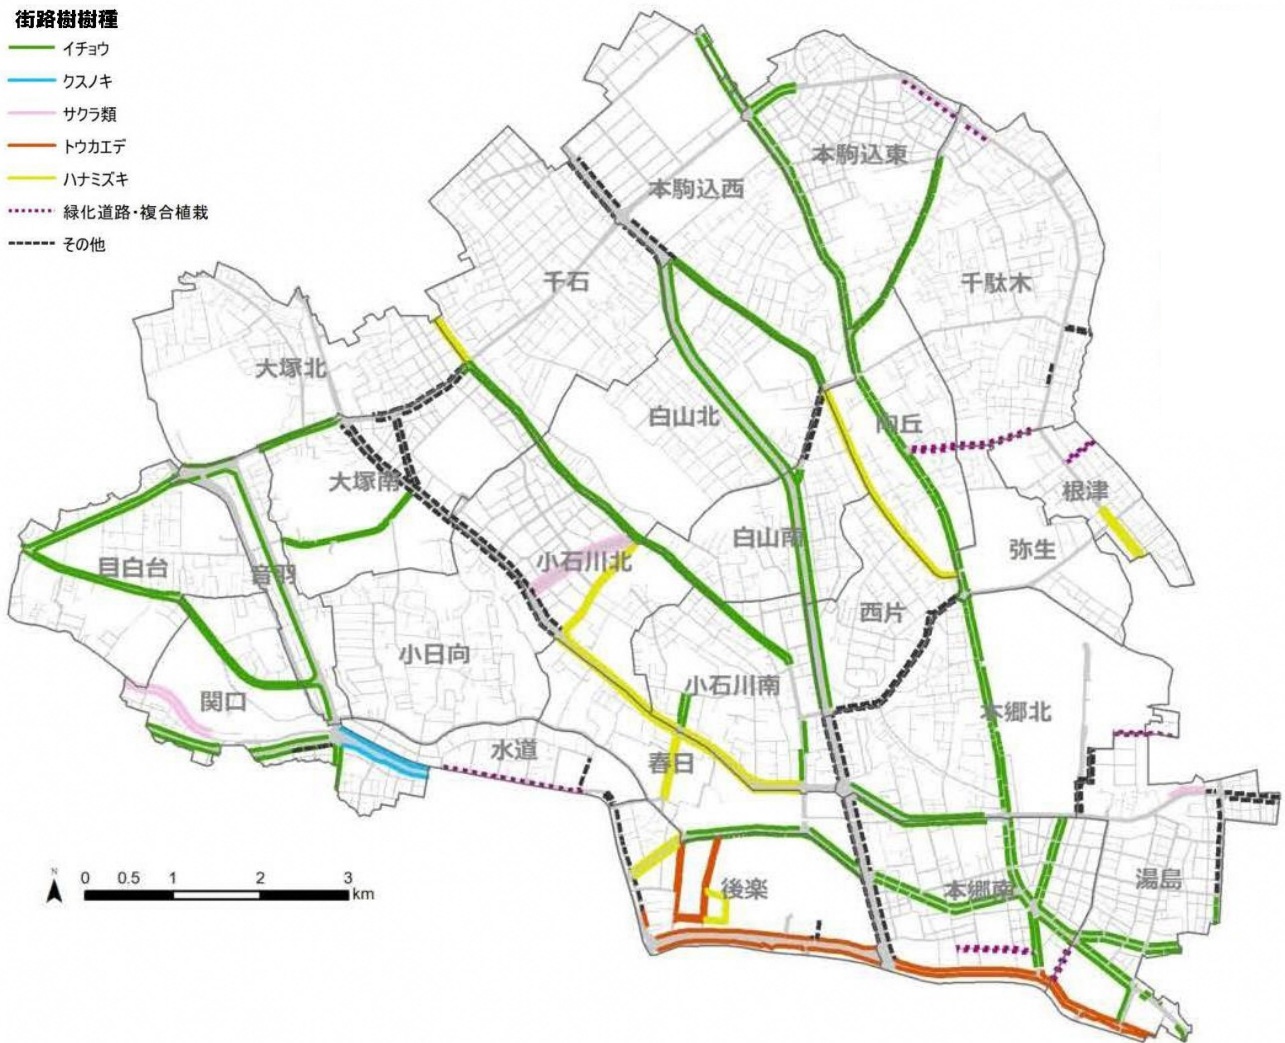 街路樹樹種
イチョウ
クスノキ
サクラ類
トウカエデ
ハナミズキ
緑化道路・複合植栽
その他
本駒込東
本駒込西
千石
千駄木
大塚北
白山北
向丘
大塚南
根津
白山南
弥生
小石川北
目白台
音羽
西片
小日向
小石川南
関口
本郷北
水道
春日
湯島
後楽
本郷南
N
0 0.5 1 2 3
km